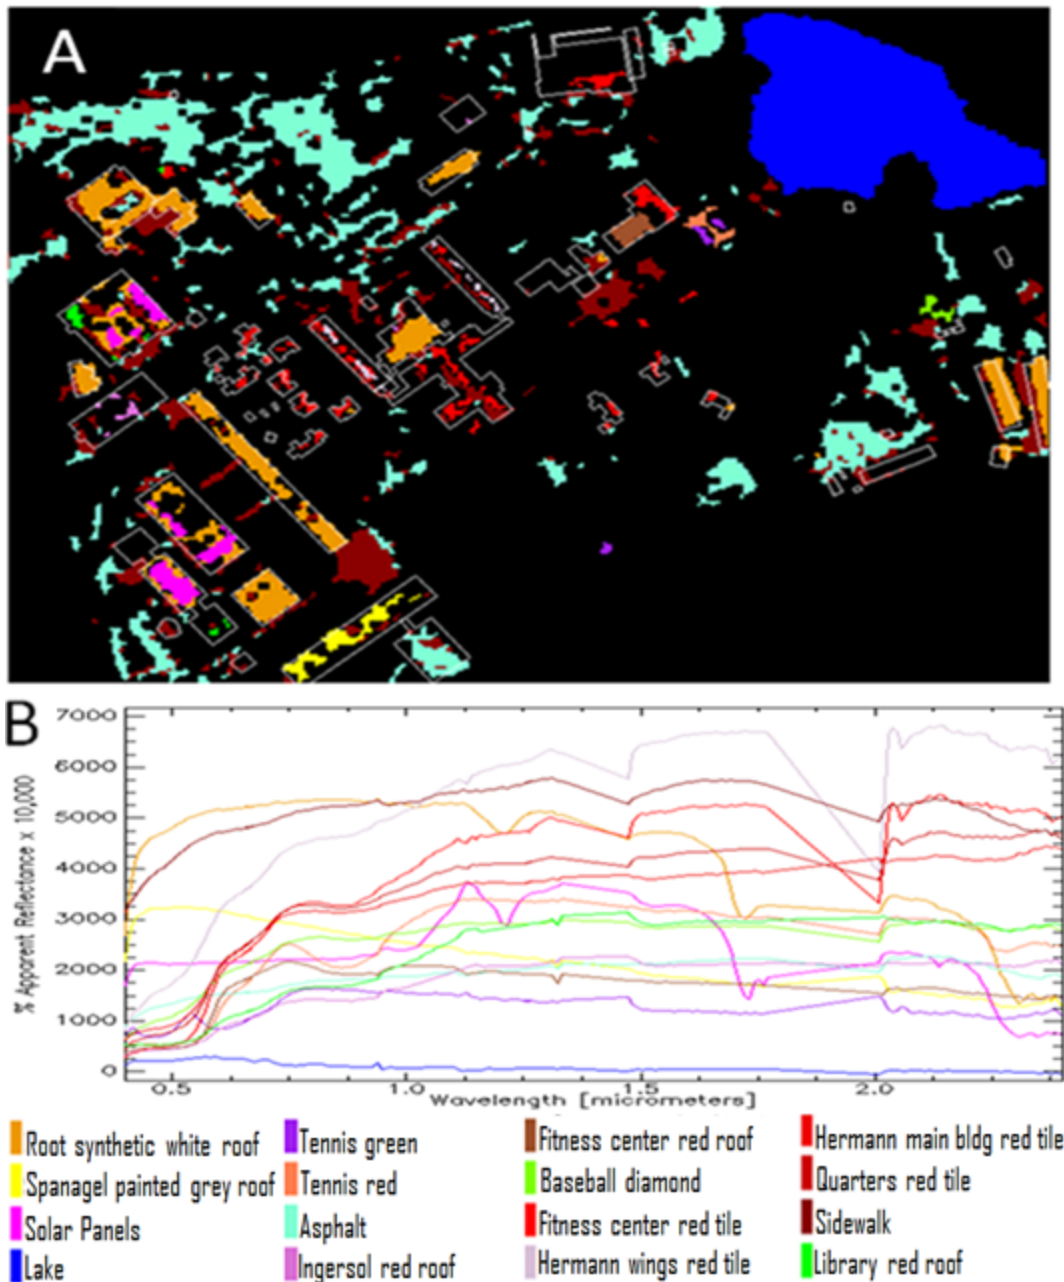 A
B
7000
6000
5000
4000
3000
2000
1000
0
% Apparent Reflectance x 10,000
0.5 1.0 1.5 2.0
Wavelength [micrometers]
Root synthetic white roof Tennis green Fitness center red roof Hermann main bldg red tile
Spanagel painted grey roof Tennis red Baseball diamond Quarters red tile
Solar Panels Asphalt Fitness center red tile Sidewalk
Lake Ingersol red roof Hermann wings red tile Library red roof